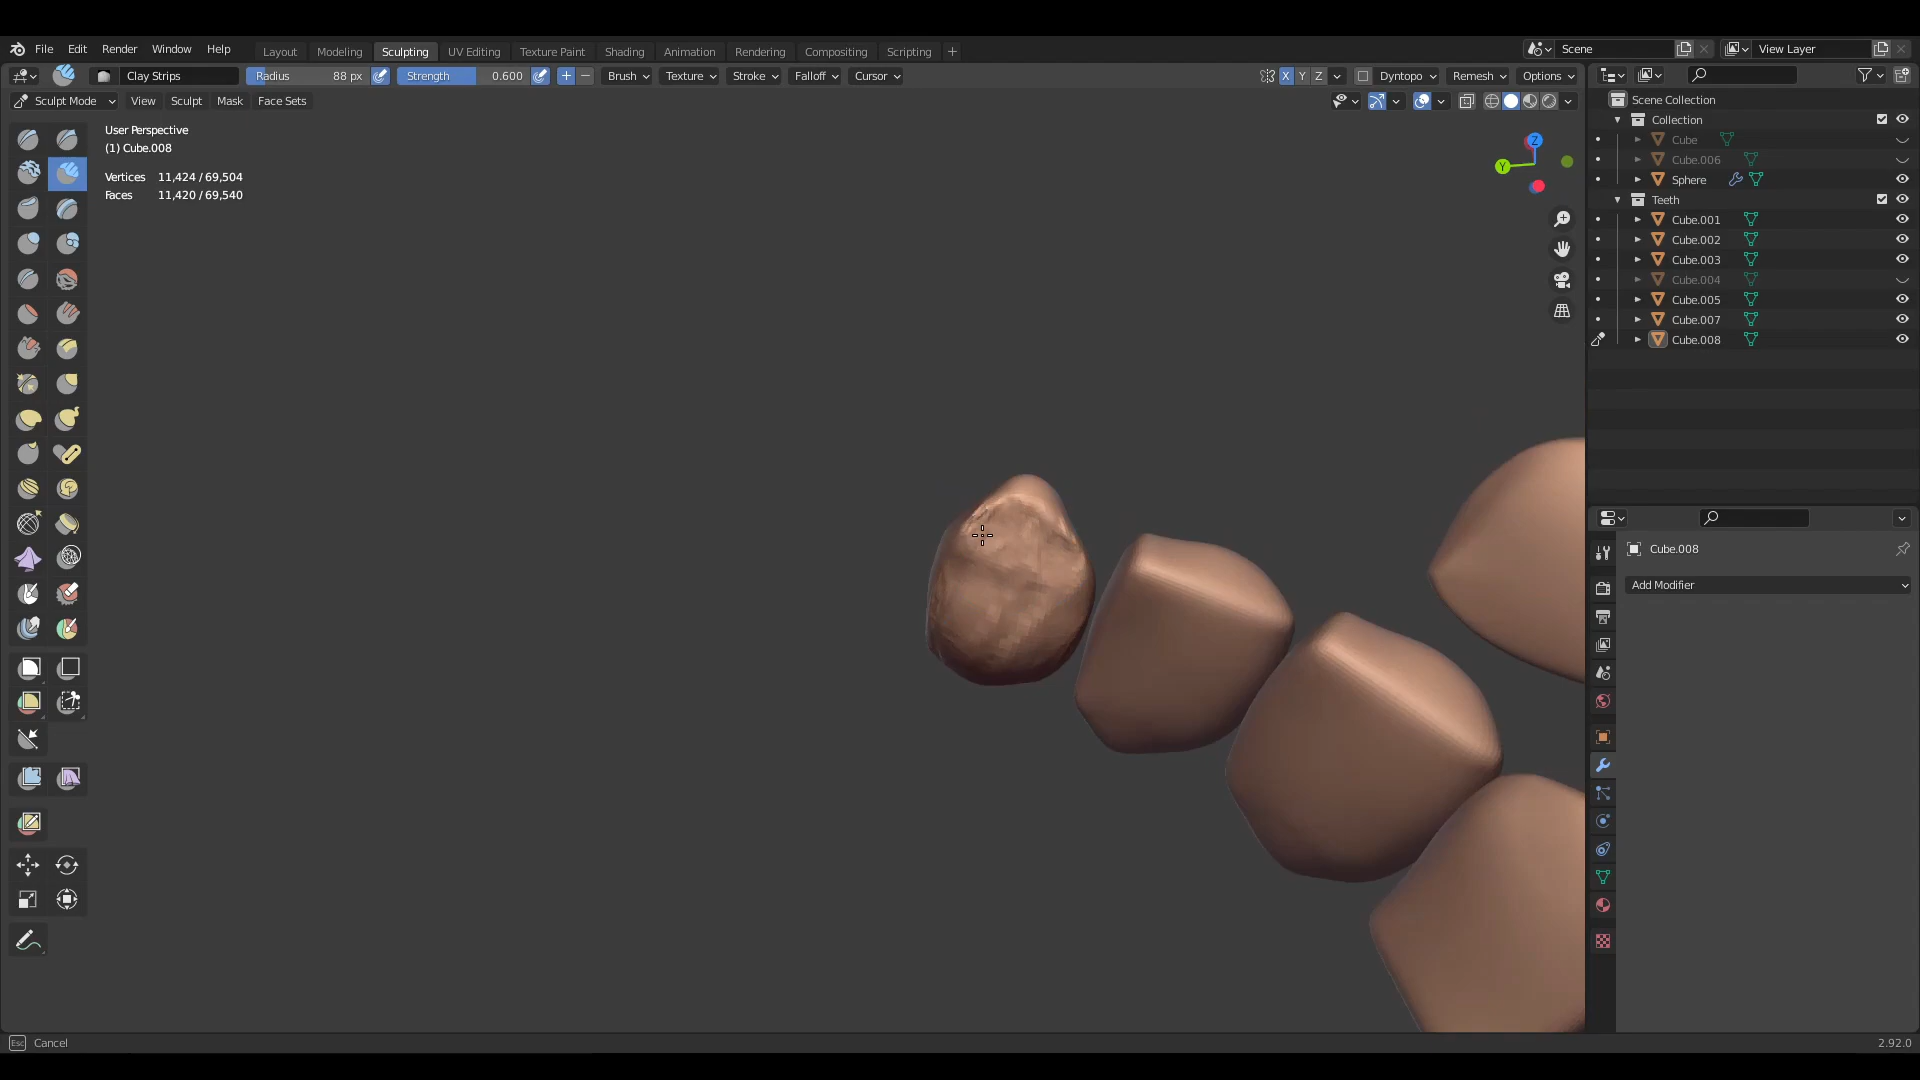 File Edit Render Window Help Layout Modeling Sculpting UV Editing Texture Paint Shading Animation Rendering Compositing Scripting + Scene View Layer
Clay Strips Radius 88 px Strength 0.600 + − Brush Texture Stroke Falloff Cursor X Y Z Dyntopo Remesh Options
Sculpt Mode View Sculpt Mask Face Sets
User Perspective
(1) Cube.008
Vertices 11,424 / 69,504
Faces 11,420 / 69,540
Z
Y
Scene Collection
Collection
Cube
Cube.006
Sphere
Teeth
Cube.001
Cube.002
Cube.003
Cube.004
Cube.005
Cube.007
Cube.008
Cube.008
Add Modifier
Esc Cancel 2.92.0